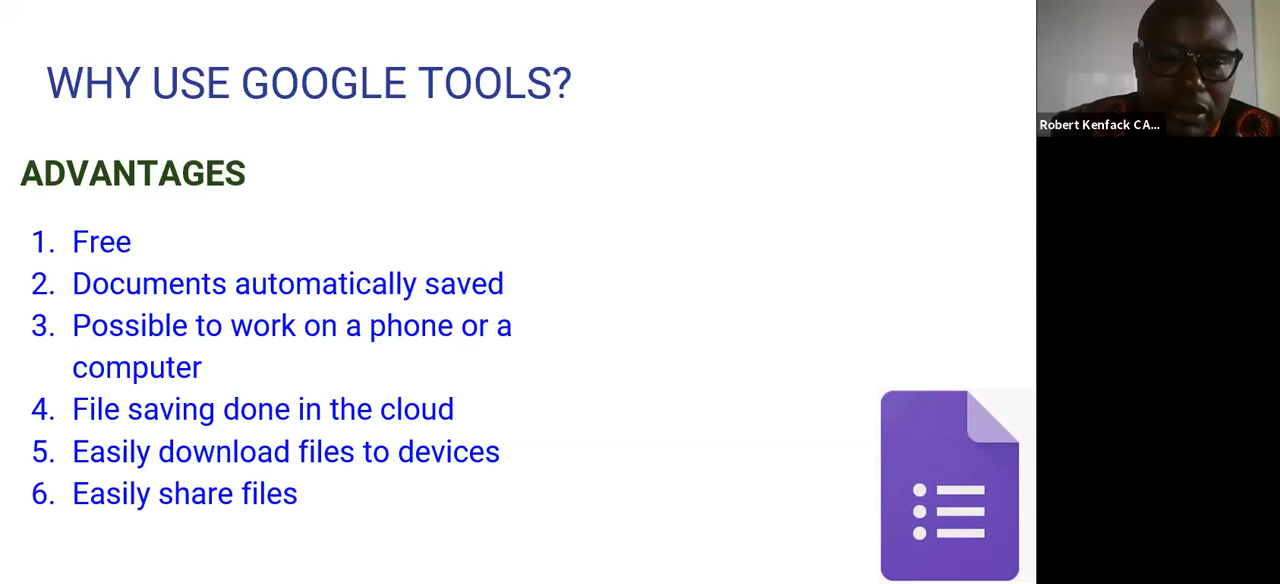 WHY USE GOOGLE TOOLS?
ADVANTAGES
1. Free
2. Documents automatically saved
3. Possible to work on a phone or a
computer
4. File saving done in the cloud
5. Easily download files to devices
6. Easily share files
Robert Kenfack CA...